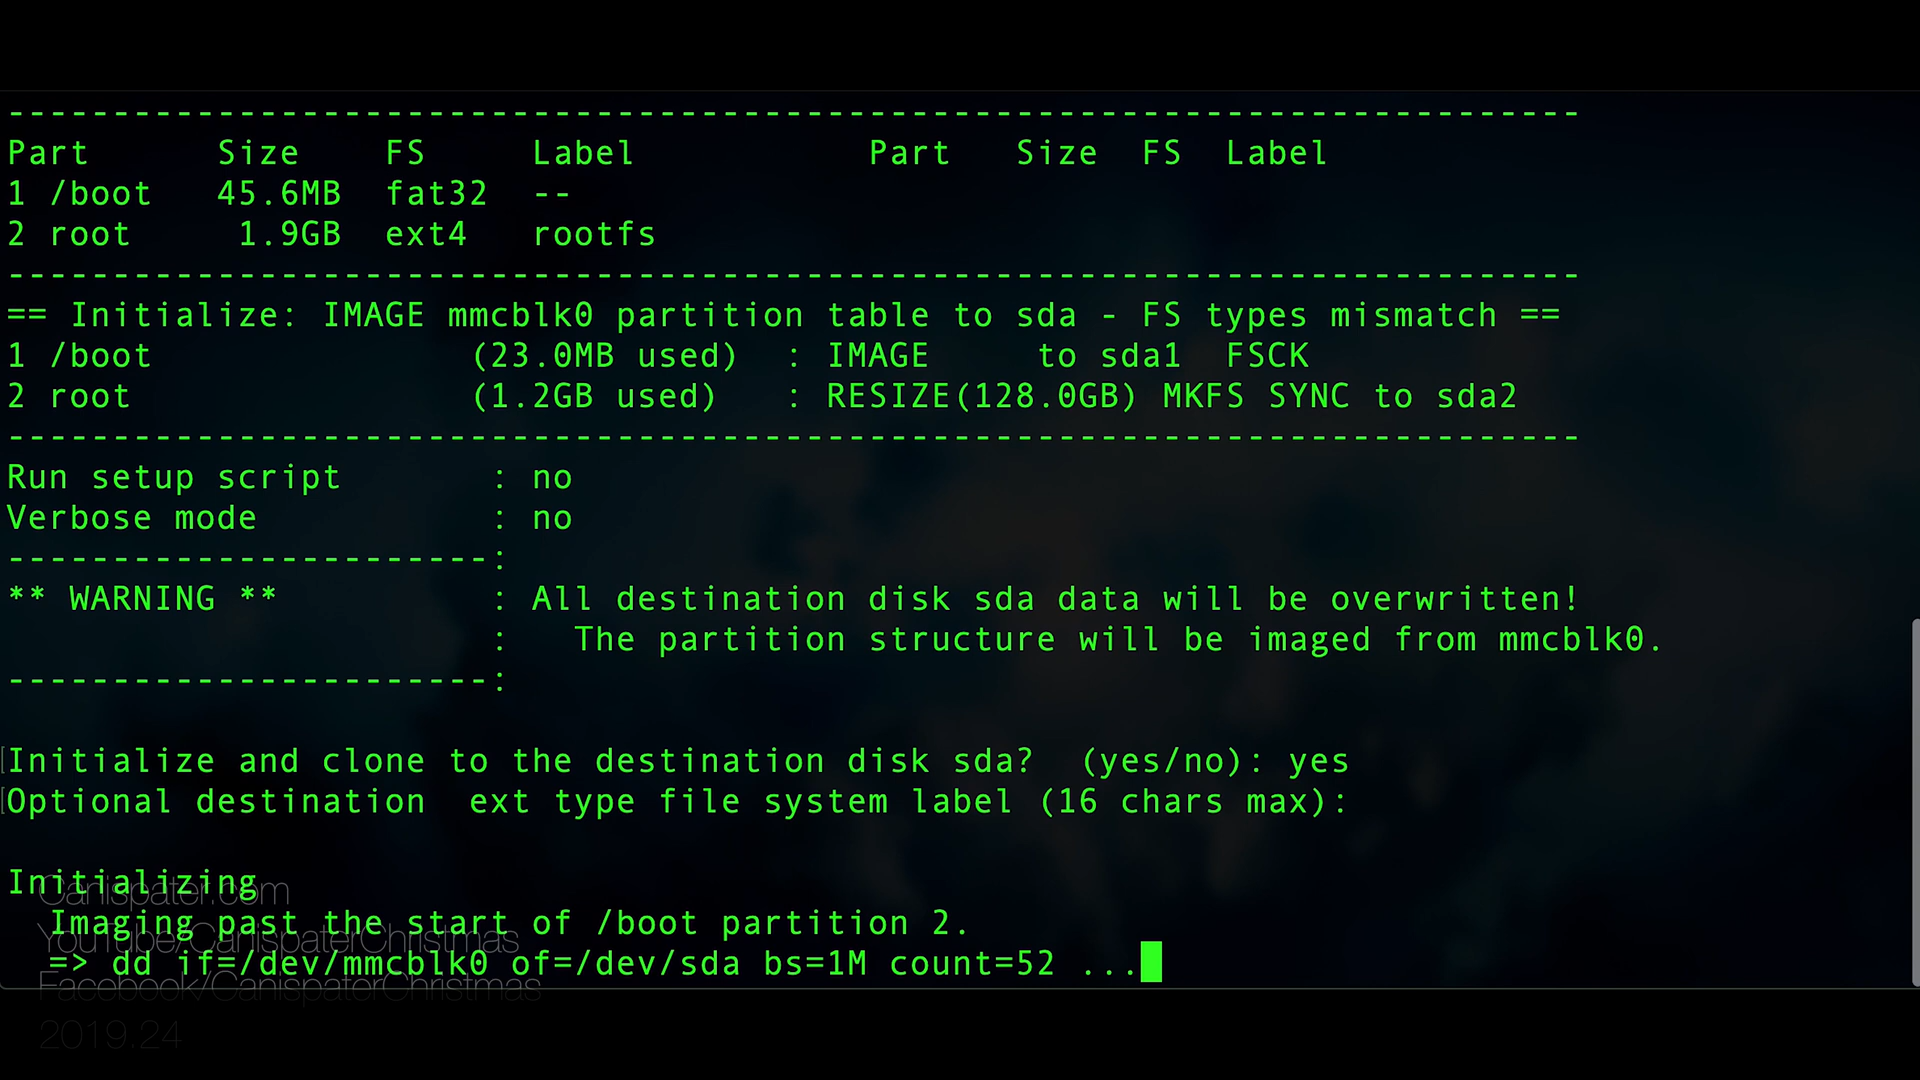 ---------------------------------------------------------------------------
Part      Size    FS     Label           Part   Size  FS  Label
1 /boot   45.6MB  fat32  --
2 root     1.9GB  ext4   rootfs
---------------------------------------------------------------------------
== Initialize: IMAGE mmcblk0 partition table to sda - FS types mismatch ==
1 /boot               (23.0MB used)  : IMAGE     to sda1  FSCK
2 root                (1.2GB used)   : RESIZE(128.0GB) MKFS SYNC to sda2
---------------------------------------------------------------------------
Run setup script       : no
Verbose mode           : no
-----------------------:
** WARNING **          : All destination disk sda data will be overwritten!
                       :   The partition structure will be imaged from mmcblk0.
-----------------------:
[Initialize and clone to the destination disk sda?  (yes/no): yes
[Optional destination  ext type file system label (16 chars max):
Initializing
  Imaging past the start of /boot partition 2.
  => dd if=/dev/mmcblk0 of=/dev/sda bs=1M count=52 ...
Canispater.com
YouTube/CanispaterChristmas
Facebook/CanispaterChristmas
2019.24